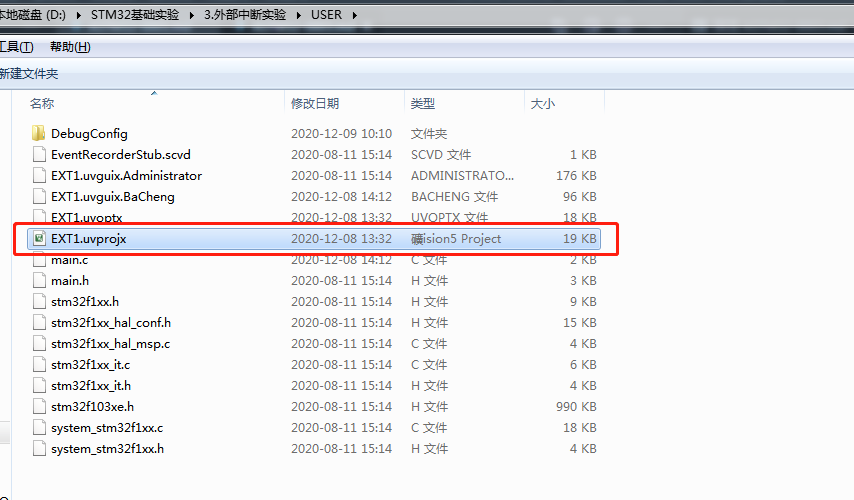 本地磁盘 (D:) ▸ STM32基础实验 ▸ 3.外部中断实验 ▸ USER ▸
工具(T) 帮助(H)
新建文件夹
名称 修改日期 类型 大小
DebugConfig 2020-12-09 10:10 文件夹
EventRecorderStub.scvd 2020-08-11 15:14 SCVD 文件 1 KB
EXT1.uvguix.Administrator 2020-08-11 15:14 ADMINISTRATO... 176 KB
EXT1.uvguix.BaCheng 2020-12-08 14:12 BACHENG 文件 96 KB
EXT1.uvoptx 2020-12-08 13:32 UVOPTX 文件 18 KB
EXT1.uvprojx 2020-12-08 13:32 礦ision5 Project 19 KB
main.c 2020-12-08 14:12 C 文件 2 KB
main.h 2020-08-11 15:14 H 文件 3 KB
stm32f1xx.h 2020-08-11 15:14 H 文件 9 KB
stm32f1xx_hal_conf.h 2020-08-11 15:14 H 文件 15 KB
stm32f1xx_hal_msp.c 2020-08-11 15:14 C 文件 4 KB
stm32f1xx_it.c 2020-08-11 15:14 C 文件 6 KB
stm32f1xx_it.h 2020-08-11 15:14 H 文件 4 KB
stm32f103xe.h 2020-08-11 15:14 H 文件 990 KB
system_stm32f1xx.c 2020-08-11 15:14 C 文件 18 KB
system_stm32f1xx.h 2020-08-11 15:14 H 文件 4 KB